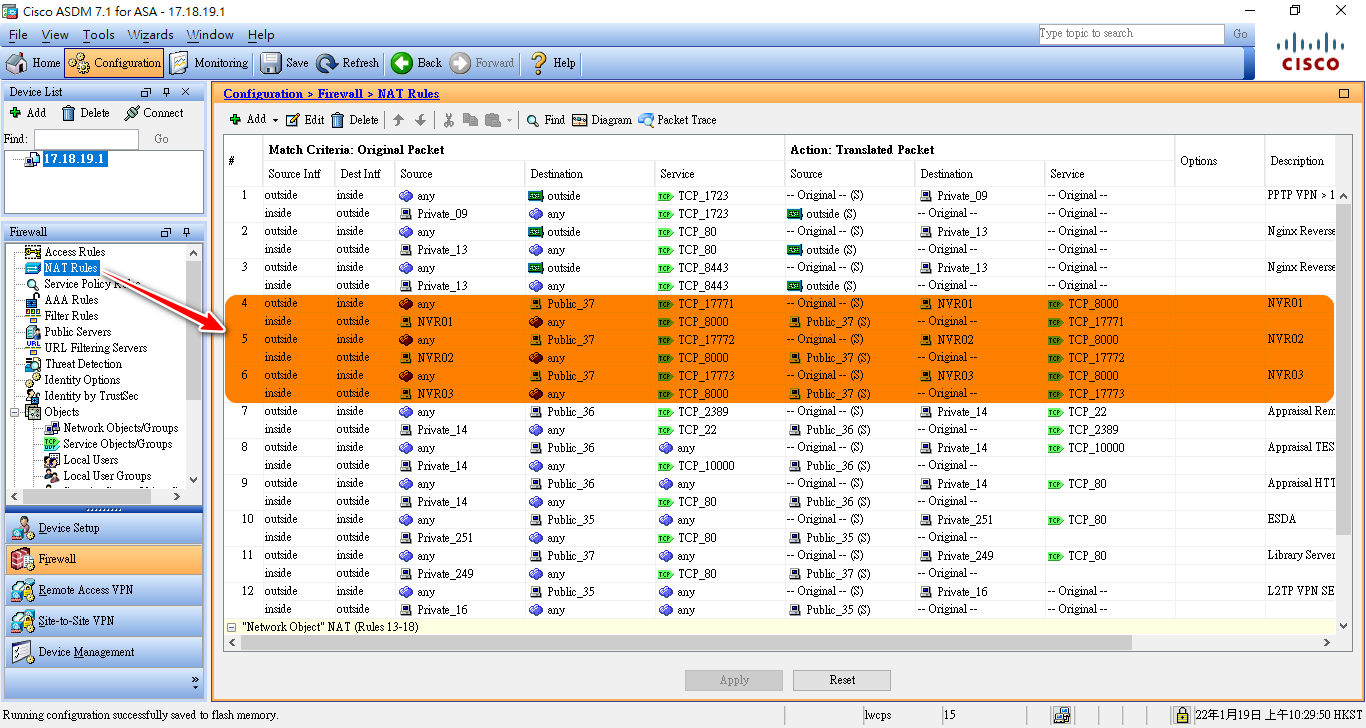 Cisco ASDM 7.1 for ASA - 17.18.19.1
File View Tools Wizards Window Help
Type topic to search Go
Home Configuration Monitoring Save Refresh Back Forward Help
CISCO
Device List
Add Delete Connect
Find: Go
17.18.19.1
Firewall
Access Rules
NAT Rules
Service Policy
AAA Rules
Filter Rules
Public Servers
URL Filtering Servers
Threat Detection
Identity Options
Identity by TrustSec
Objects
Network Objects/Groups
Service Objects/Groups
Local Users
Local User Groups
Device Setup
Firewall
Remote Access VPN
Site-to-Site VPN
Device Management
Configuration > Firewall > NAT Rules
Add Edit Delete Find Diagram Packet Trace
# Match Criteria: Original Packet Action: Translated Packet Options Description
Source Intf Dest Intf Source Destination Service Source Destination Service
1 outside inside any outside TCP_1723 -- Original -- (S) Private_09 -- Original -- PPTP VPN > 1
inside outside Private_09 any TCP_1723 outside (S) -- Original -- -- Original --
2 outside inside any outside TCP_80 -- Original -- (S) Private_13 -- Original -- Nginx Reverse
inside outside Private_13 any TCP_80 outside (S) -- Original -- -- Original --
3 outside inside any outside TCP_8443 -- Original -- (S) Private_13 -- Original -- Nginx Reverse
inside outside Private_13 any TCP_8443 outside (S) -- Original -- -- Original --
4 outside inside any Public_37 TCP_17771 -- Original -- (S) NVR01 TCP_8000 NVR01
inside outside NVR01 any TCP_8000 Public_37 (S) -- Original -- TCP_17771
5 outside inside any Public_37 TCP_17772 -- Original -- (S) NVR02 TCP_8000 NVR02
inside outside NVR02 any TCP_8000 Public_37 (S) -- Original -- TCP_17772
6 outside inside any Public_37 TCP_17773 -- Original -- (S) NVR03 TCP_8000 NVR03
inside outside NVR03 any TCP_8000 Public_37 (S) -- Original -- TCP_17773
7 outside inside any Public_36 TCP_2389 -- Original -- (S) Private_14 TCP_22 Appraisal Rem
inside outside Private_14 any TCP_22 Public_36 (S) -- Original -- TCP_2389
8 outside inside any Public_36 any -- Original -- (S) Private_14 TCP_10000 Appraisal TES
inside outside Private_14 any TCP_10000 Public_36 (S) -- Original --
9 outside inside any Public_36 any -- Original -- (S) Private_14 TCP_80 Appraisal HTT
inside outside Private_14 any TCP_80 Public_36 (S) -- Original --
10 outside inside any Public_35 any -- Original -- (S) Private_251 TCP_80 ESDA
inside outside Private_251 any TCP_80 Public_35 (S) -- Original --
11 outside inside any Public_37 any -- Original -- (S) Private_249 TCP_80 Library Server
inside outside Private_249 any TCP_80 Public_37 (S) -- Original --
12 outside inside any Public_35 any -- Original -- (S) Private_16 -- Original -- L2TP VPN SE
inside outside Private_16 any any Public_35 (S) -- Original -- -- Original --
"Network Object" NAT (Rules 13-18)
Apply Reset
Running configuration successfully saved to flash memory. lwcps 15 22年1月19日 上午10:29:50 HKST